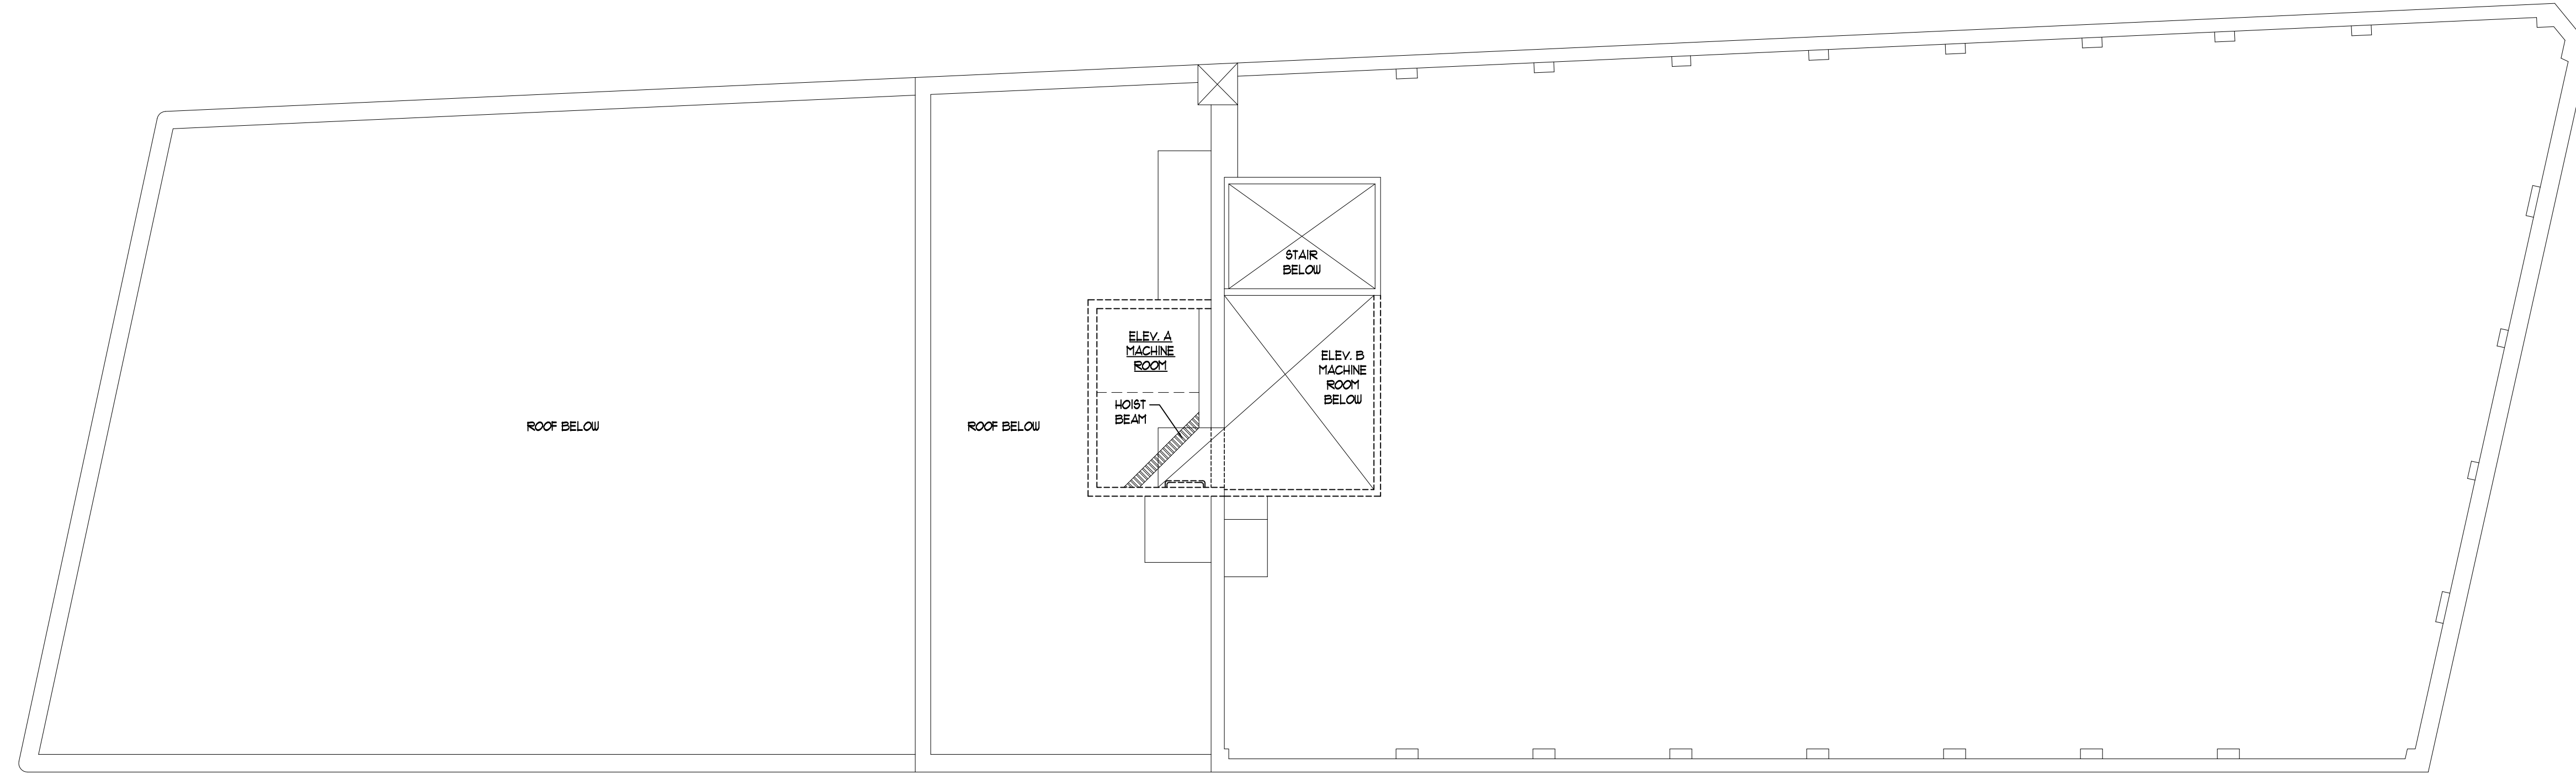 STAIR
BELOW
ELEV. A
MACHINE
ROOM
ELEV. B
MACHINE
ROOM
BELOW
HOIST
BEAM
ROOF BELOW
ROOF BELOW